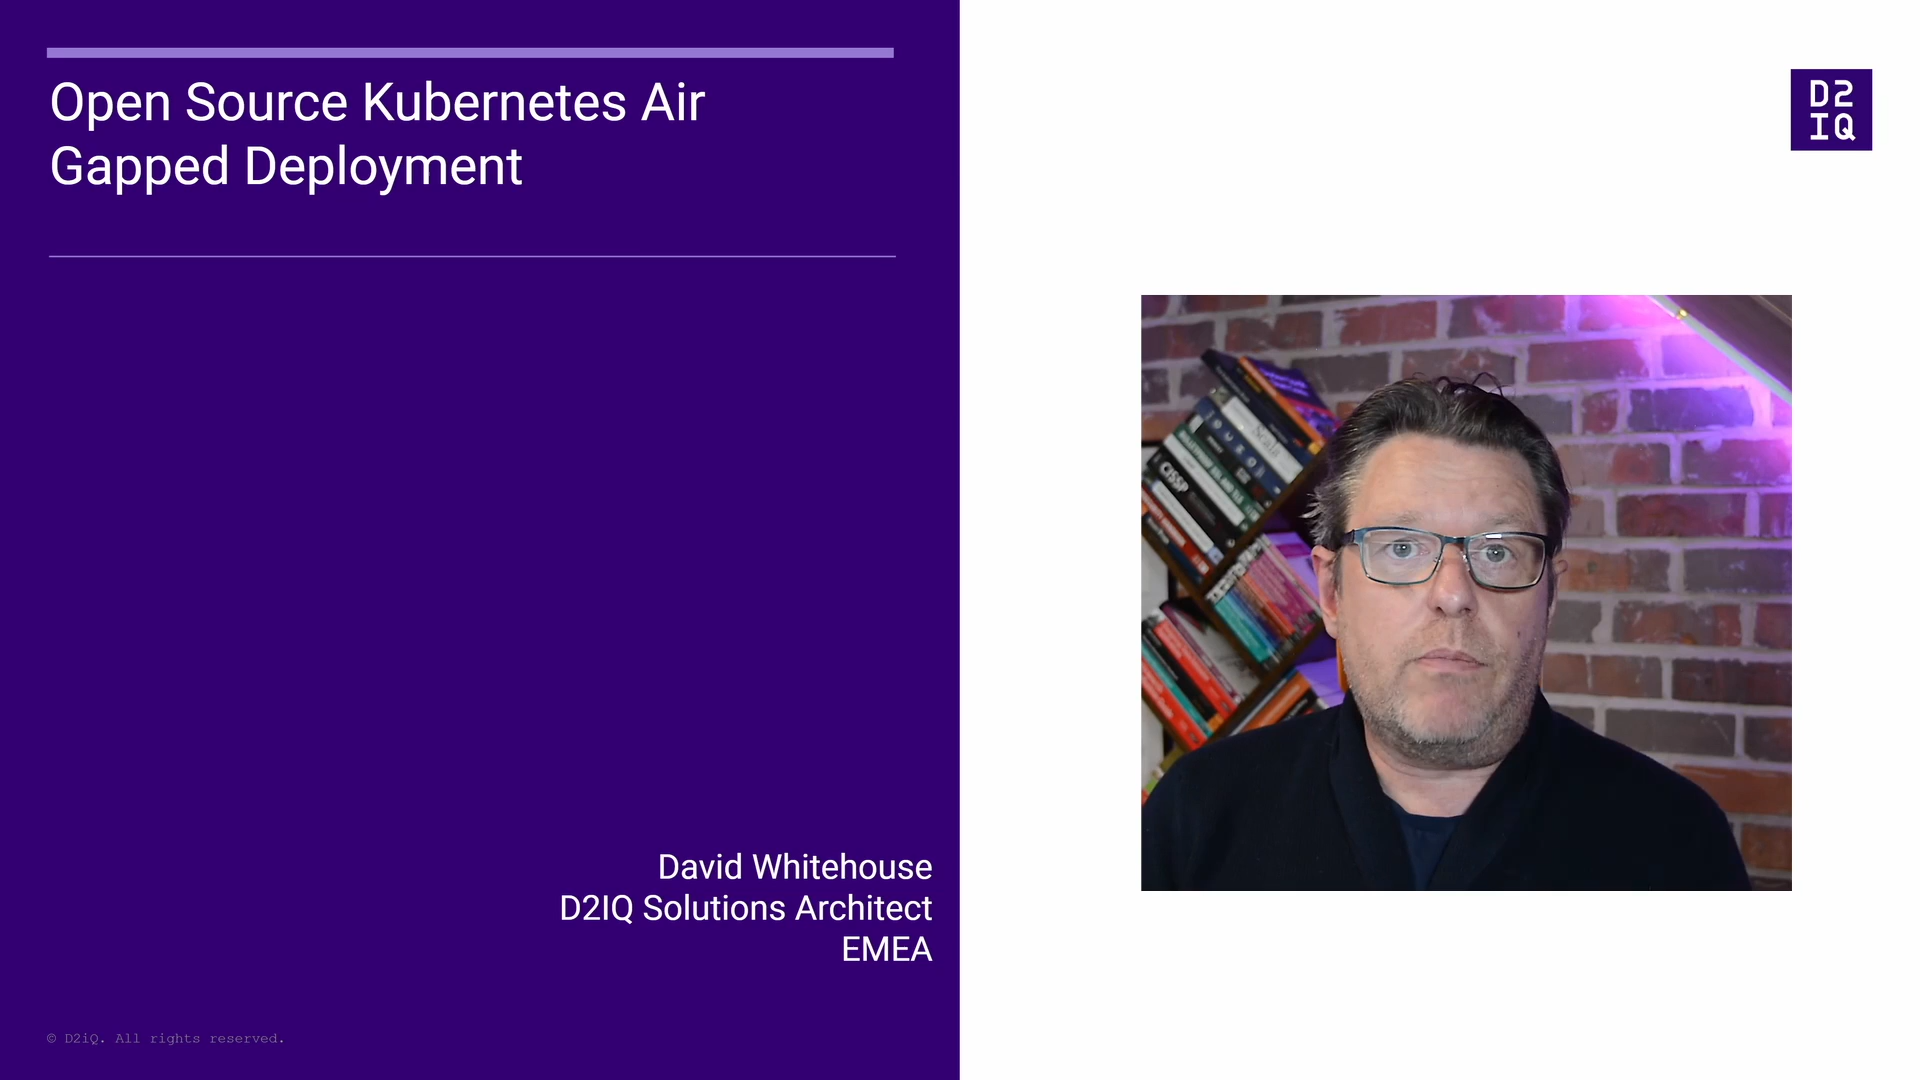 Open Source Kubernetes Air
Gapped Deployment
D2
IQ
Scala
CISSP
David Whitehouse
D2IQ Solutions Architect
EMEA
© D2iQ. All rights reserved.